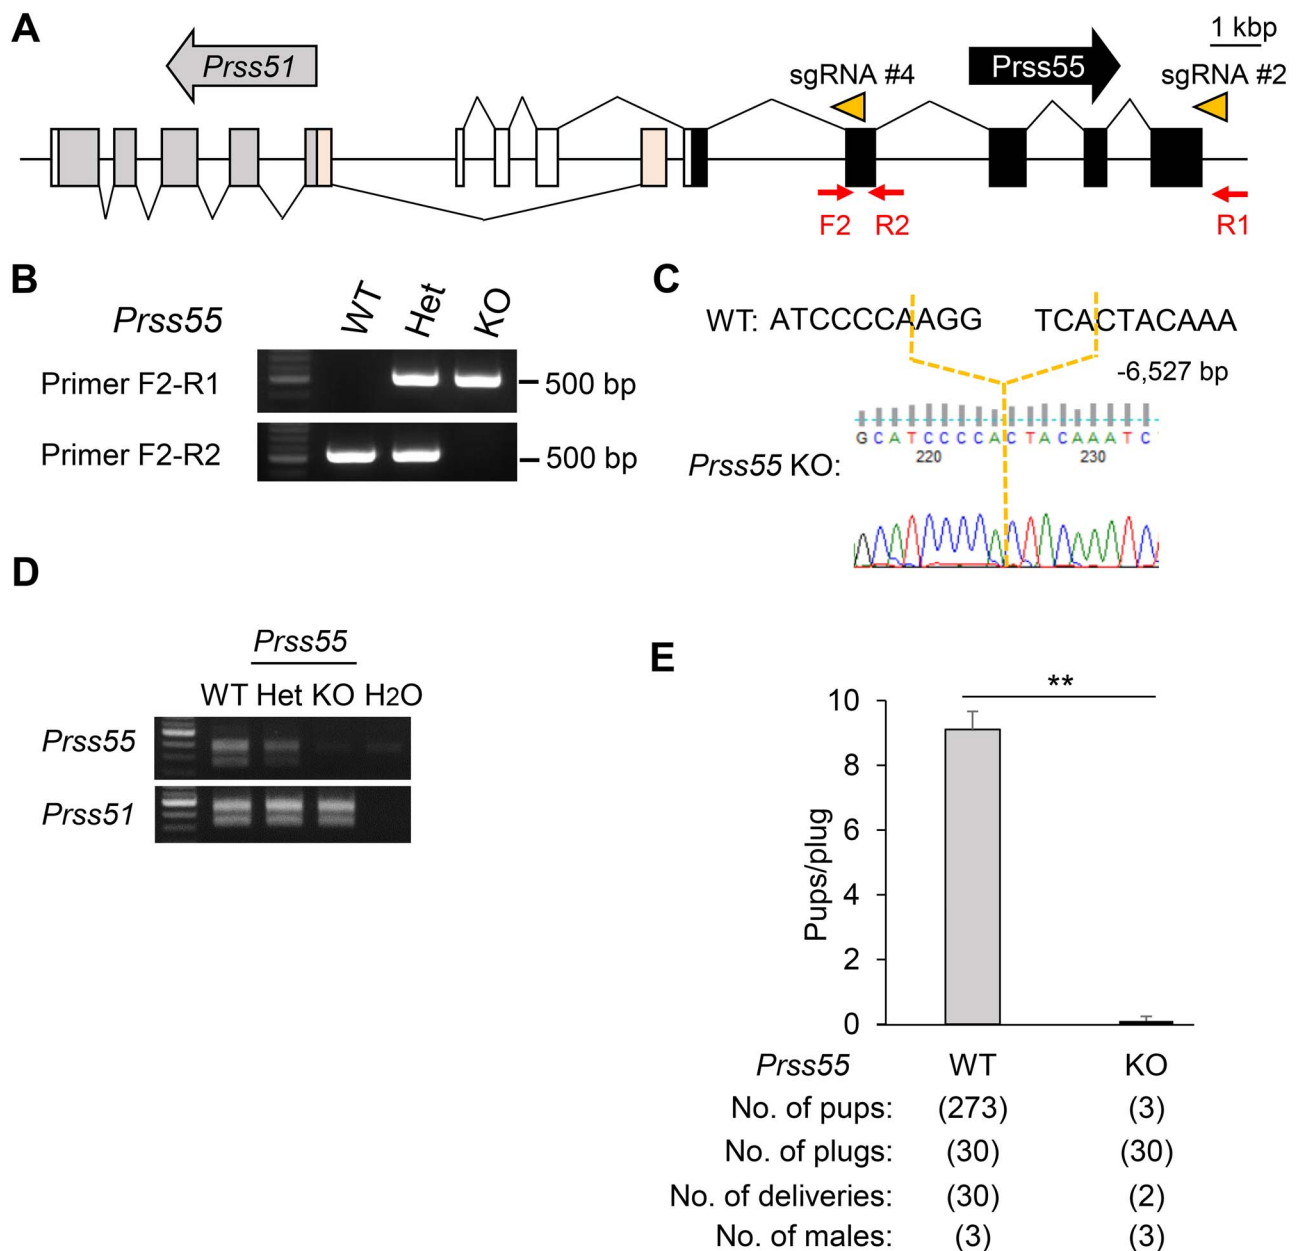 A
Prss51
Prss55
1 kbp
sgRNA #4
sgRNA #2
F2
R2
R1
B
Prss55
WT
Het
KO
Primer F2-R1
500 bp
Primer F2-R2
500 bp
C
WT: ATCCCCAAGG TCACTACAAA
-6,527 bp
GCATCCCCACTACAAATC
220 230
Prss55 KO:
D
Prss55
WT Het KO H2O
Prss55
Prss51
E
**
Pups/plug
10
8
6
4
2
0
Prss55 WT KO
No. of pups: (273) (3)
No. of plugs: (30) (30)
No. of deliveries: (30) (2)
No. of males: (3) (3)